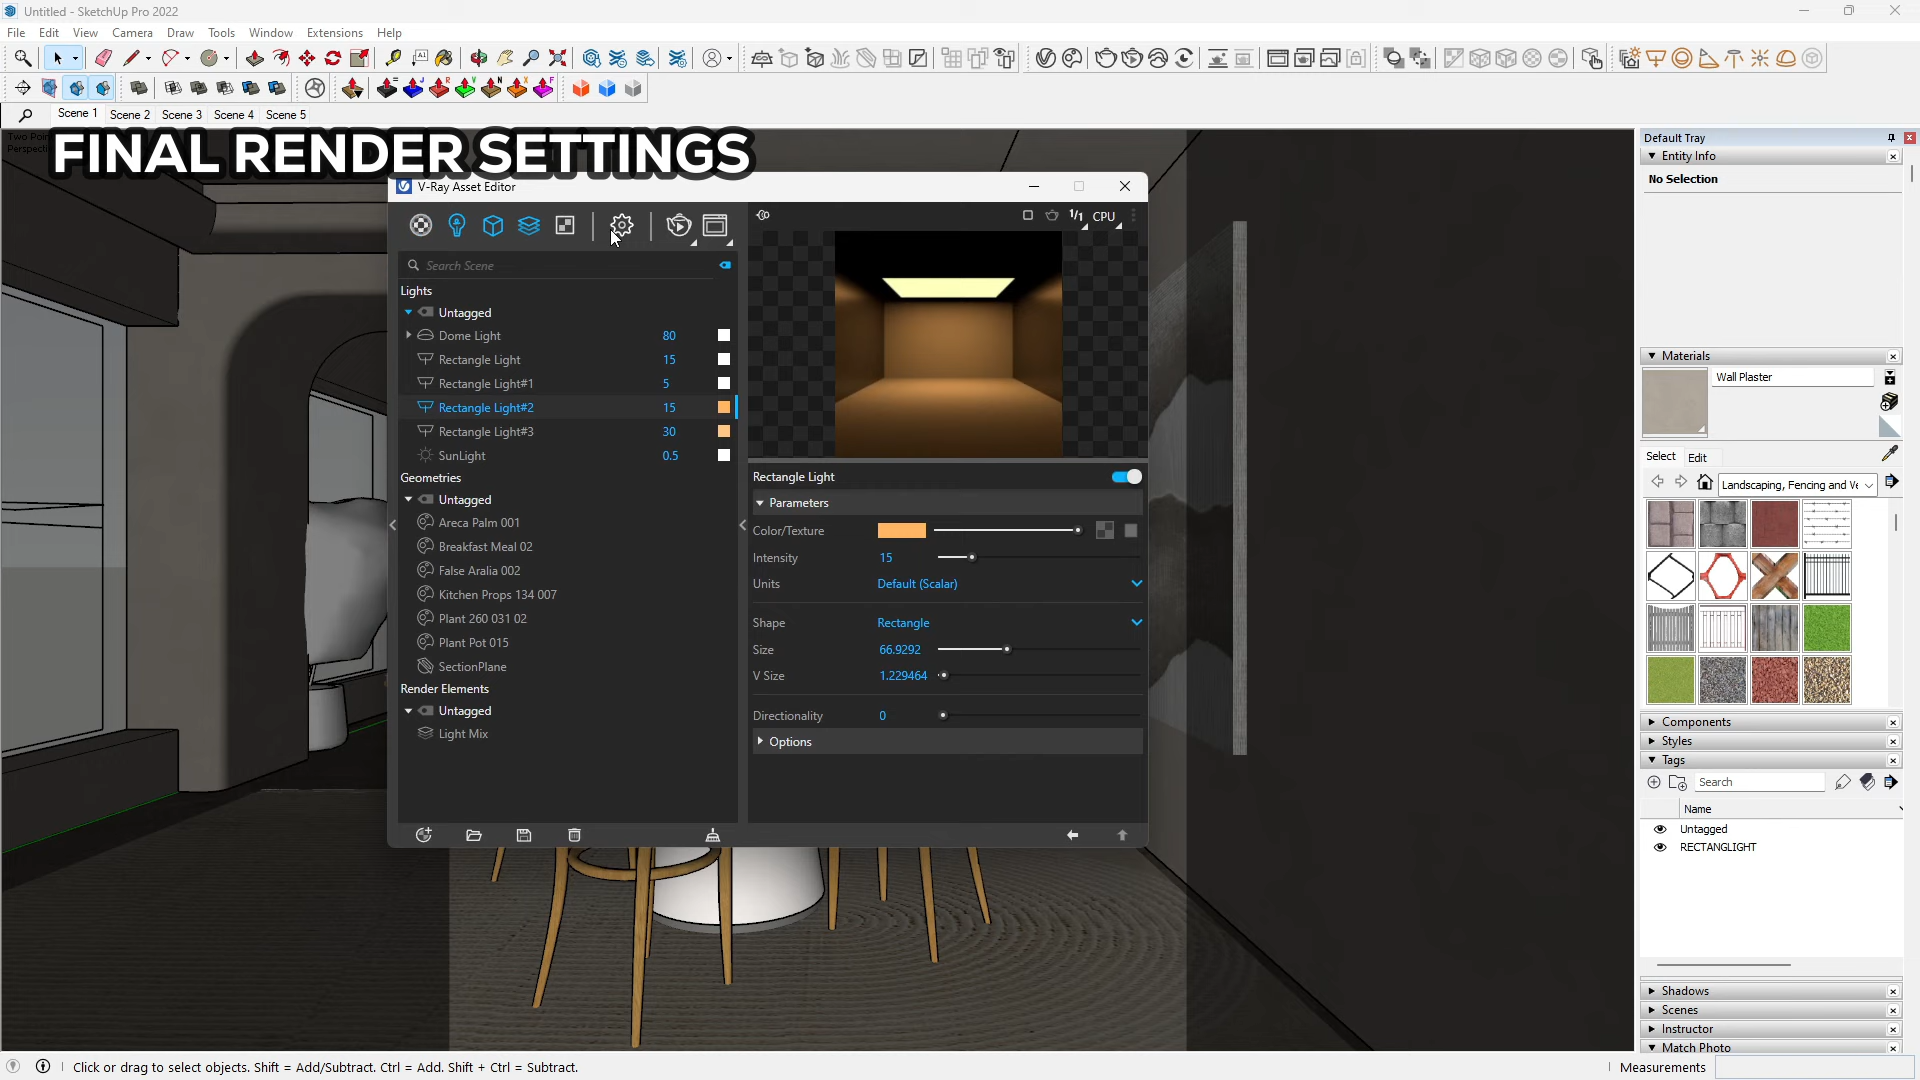 Untitled - SketchUp Pro 2022
File Edit View Camera Draw Tools Window Extensions Help
Scene 1 Scene 2 Scene 3 Scene 4 Scene 5
FINAL RENDER SETTINGS
V-Ray Asset Editor
1/1 CPU
Search Scene
Lights
Untagged
Dome Light 80
Rectangle Light 15
Rectangle Light#1 5
Rectangle Light#2 15
Rectangle Light#3 30
SunLight 0.5
Geometries
Untagged
Areca Palm 001
Breakfast Meal 02
False Aralia 002
Kitchen Props 134 007
Plant 260 031 02
Plant Pot 015
SectionPlane
Render Elements
Untagged
Light Mix
Rectangle Light
Parameters
Color/Texture
Intensity 15
Units Default (Scalar)
Shape Rectangle
Size 66.9292
V Size 1.229464
Directionality 0
Options
Default Tray
Entity Info
No Selection
Materials
Wall Plaster
Select Edit
Landscaping, Fencing and Ve
Components
Styles
Tags
Search
Name
Untagged
RECTANGLIGHT
Shadows
Scenes
Instructor
Match Photo
Click or drag to select objects. Shift = Add/Subtract. Ctrl = Add. Shift + Ctrl = Subtract.
Measurements